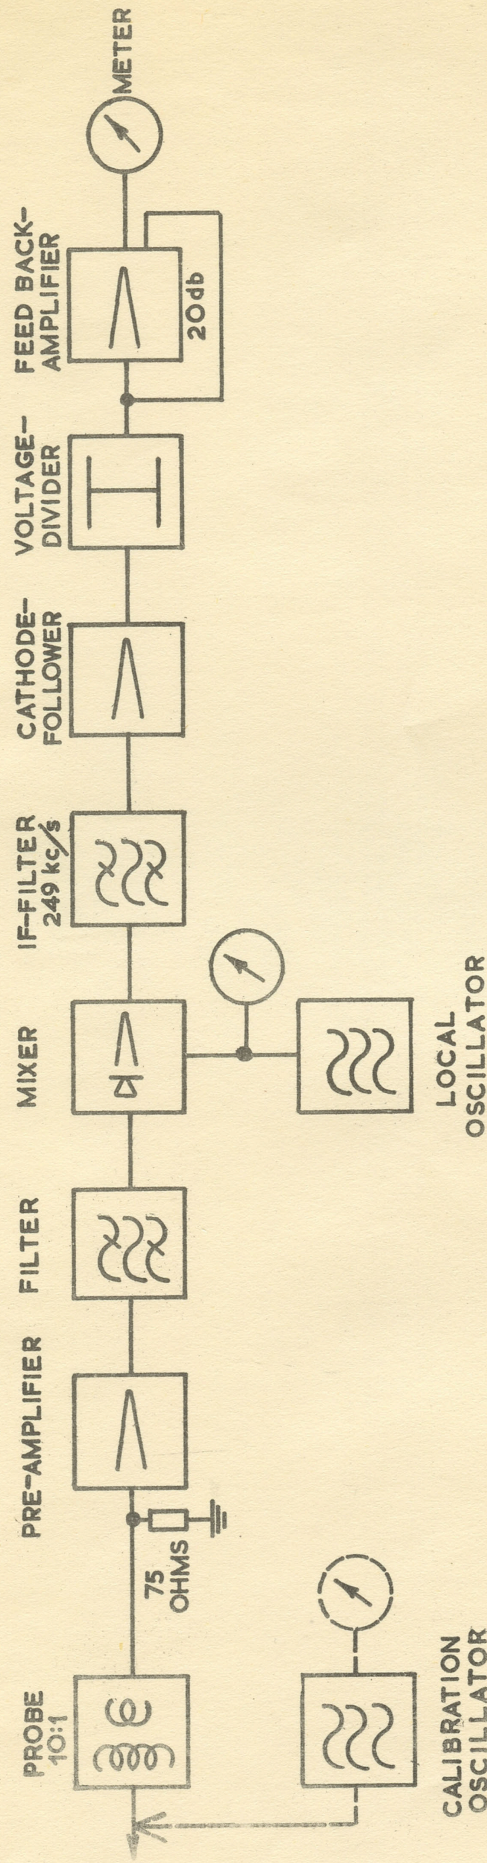 PROBE
10:1
75
OHMS
PRE-AMPLIFIER
FILTER
MIXER
IF-FILTER
249 kc/s
CATHODE-
FOLLOWER
VOLTAGE-
DIVIDER
FEED BACK-
AMPLIFIER
20db
METER
CALIBRATION
OSCILLATOR
LOCAL
OSCILLATOR